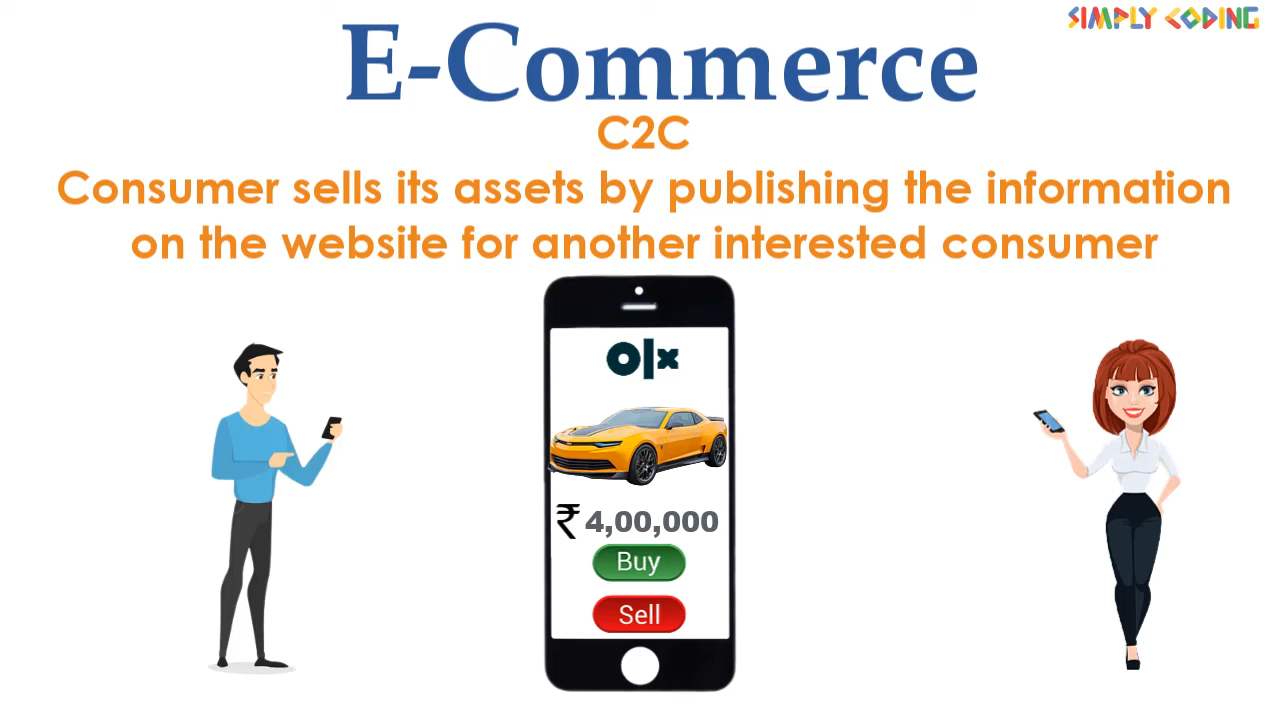 SIMPLY CODING
E-Commerce
C2C
Consumer sells its assets by publishing the information
on the website for another interested consumer
olx
₹ 4,00,000
Buy
Sell